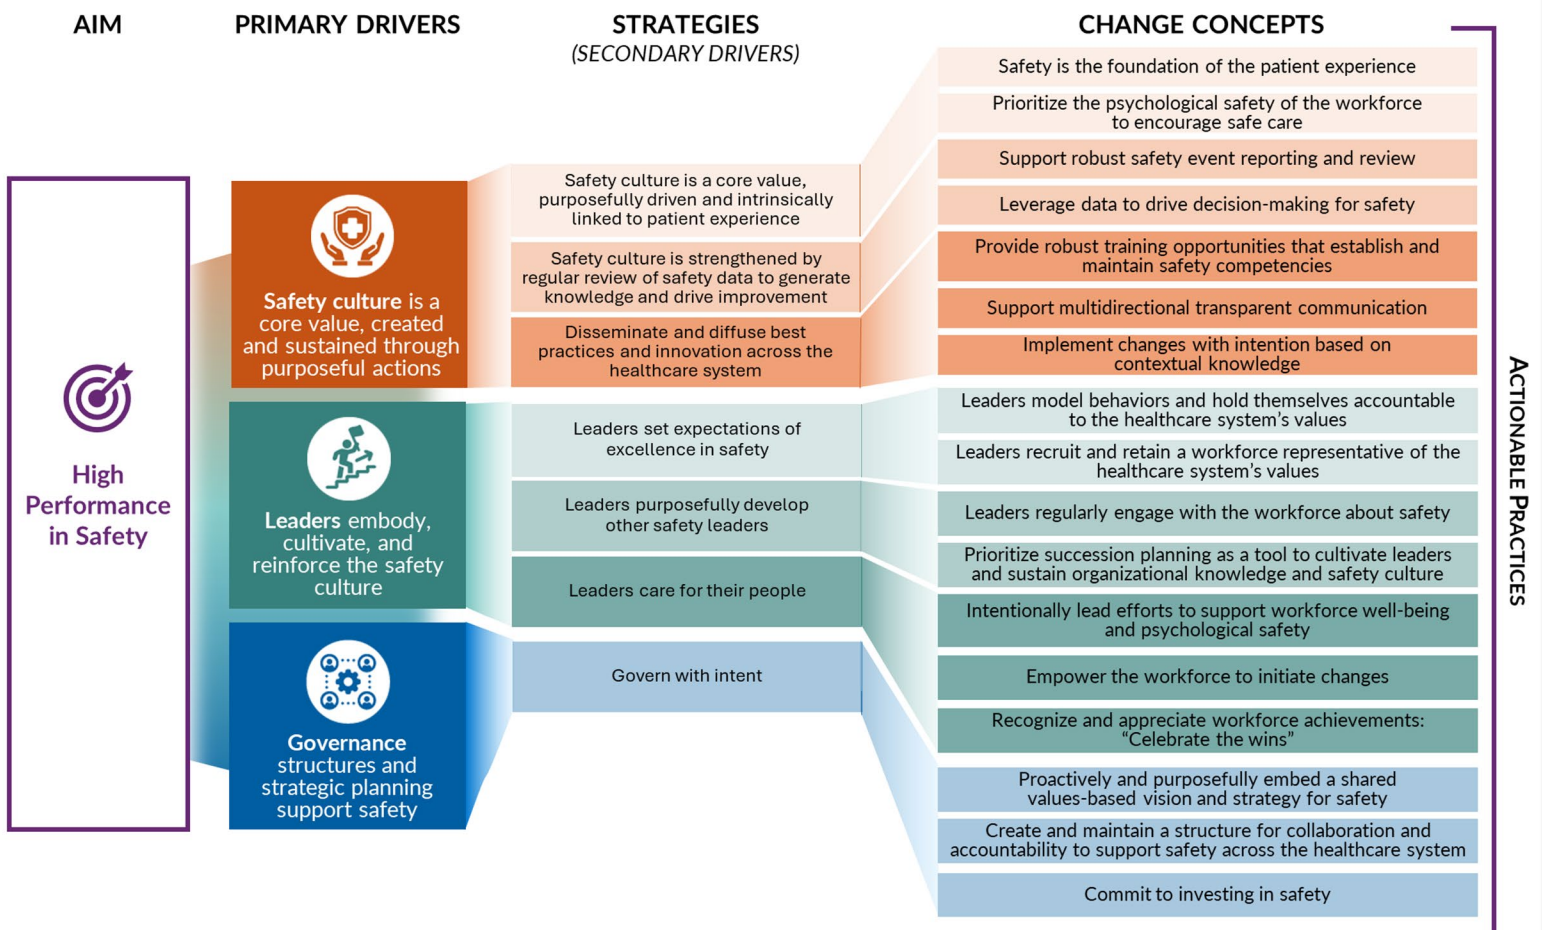 AIM
PRIMARY DRIVERS
STRATEGIES
(SECONDARY DRIVERS)
CHANGE CONCEPTS
High
Performance
in Safety
Safety culture is a
core value, created
and sustained through
purposeful actions
Leaders embody,
cultivate, and
reinforce the safety
culture
Governance
structures and
strategic planning
support safety
Safety culture is a core value,
purposefully driven and intrinsically
linked to patient experience
Safety culture is strengthened by
regular review of safety data to generate
knowledge and drive improvement
Disseminate and diffuse best
practices and innovation across the
healthcare system
Leaders set expectations of
excellence in safety
Leaders purposefully develop
other safety leaders
Leaders care for their people
Govern with intent
Safety is the foundation of the patient experience
Prioritize the psychological safety of the workforce
to encourage safe care
Support robust safety event reporting and review
Leverage data to drive decision-making for safety
Provide robust training opportunities that establish and
maintain safety competencies
Support multidirectional transparent communication
Implement changes with intention based on
contextual knowledge
Leaders model behaviors and hold themselves accountable
to the healthcare system’s values
Leaders recruit and retain a workforce representative of the
healthcare system’s values
Leaders regularly engage with the workforce about safety
Prioritize succession planning as a tool to cultivate leaders
and sustain organizational knowledge and safety culture
Intentionally lead efforts to support workforce well-being
and psychological safety
Empower the workforce to initiate changes
Recognize and appreciate workforce achievements:
“Celebrate the wins”
Proactively and purposefully embed a shared
values-based vision and strategy for safety
Create and maintain a structure for collaboration and
accountability to support safety across the healthcare system
Commit to investing in safety
ACTIONABLE PRACTICES